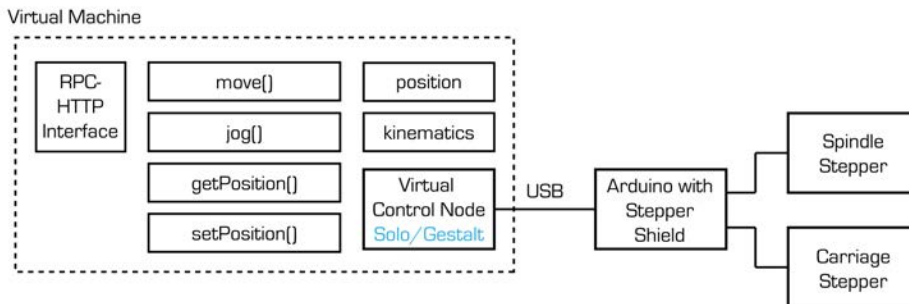 Virtual Machine
RPC-
HTTP
Interface
move()
jog()
getPosition()
setPosition()
position
kinematics
Virtual
Control Node
Solo/Gestalt
USB
Arduino with
Stepper
Shield
Spindle
Stepper
Carriage
Stepper